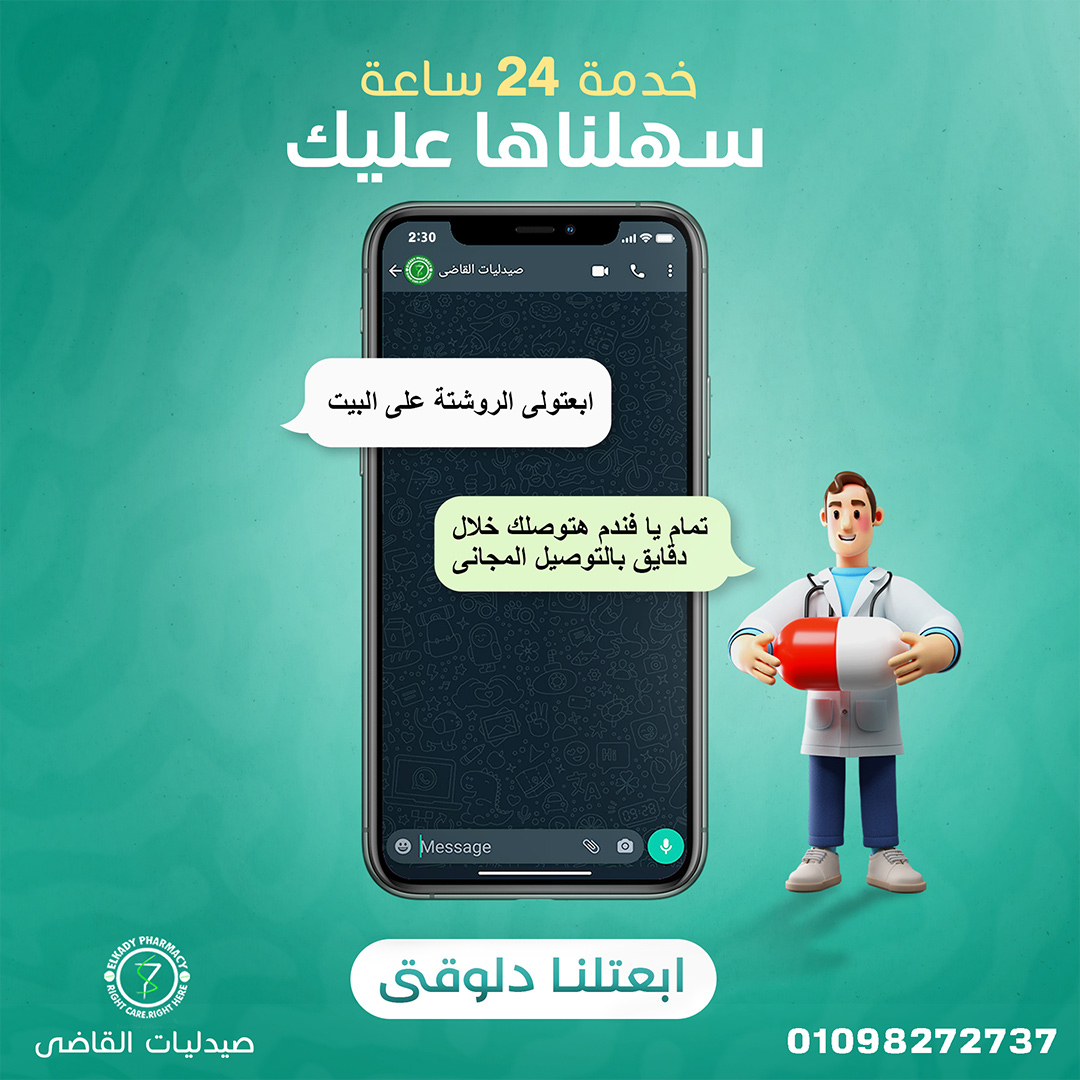 خدمة 24 ساعة
سهلناها عليك
2:30
صيدليات القاضى
ابعتولى الروشتة على البيت
تمام يا فندم هتوصلك خلال
دقايق بالتوصيل المجانى
Message
ابعتلنا دلوقتى
ELKADY PHARMACY
RIGHT CARE.RIGHT HERE
صيدليات القاضى
01098272737